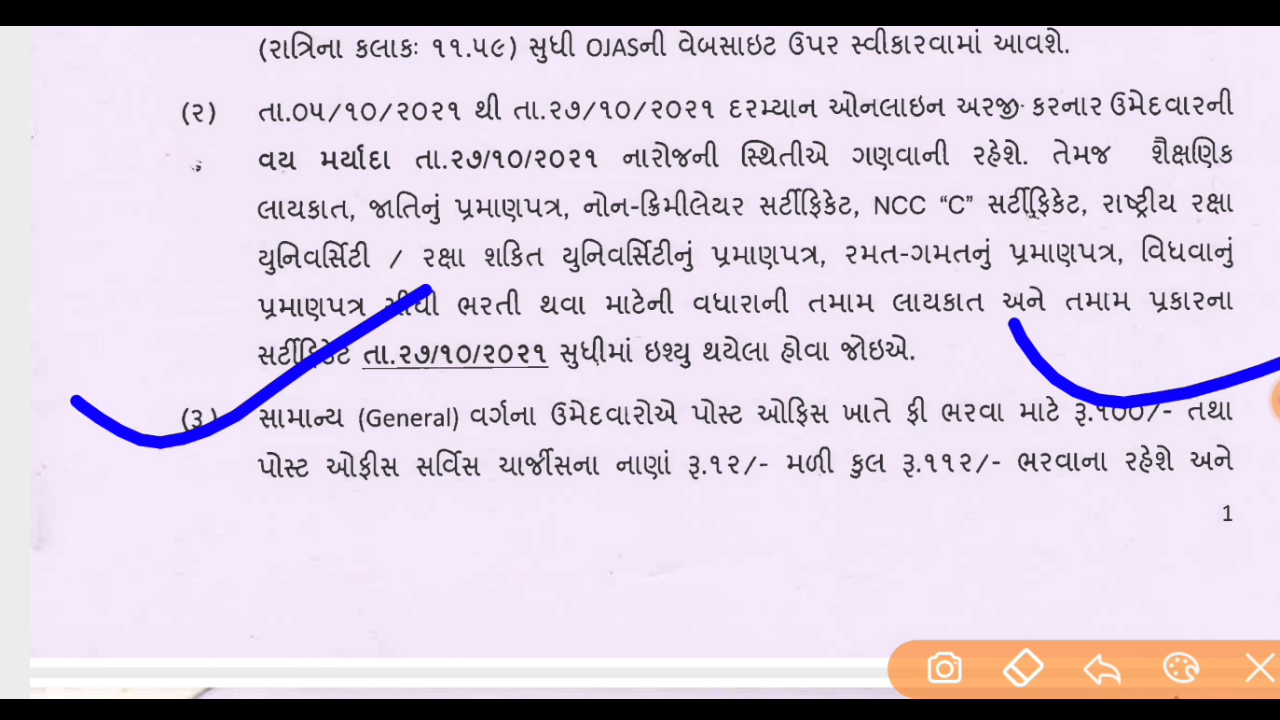 (રાત્રિના કલાકઃ ૧૧.૫૯) સુધી OJASની વેબસાઇટ ઉપર સ્વીકારવામાં આવશે.
(૨) તા.૦૫/૧૦/૨૦૨૧ થી તા.૨૭/૧૦/૨૦૨૧ દરમ્યાન ઓનલાઇન અરજી કરનાર ઉમેદવારની
વય મર્યાદા તા.૨૭/૧૦/૨૦૨૧ નારોજની સ્થિતીએ ગણવાની રહેશે. તેમજ શૈક્ષણિક
લાયકાત, જાતિનું પ્રમાણપત્ર, નોન-ક્રિમીલેયર સર્ટીફિકેટ, NCC “C” સર્ટીફિકેટ, રાષ્ટ્રીય રક્ષા
યુનિવર્સિટી / રક્ષા શકિત યુનિવર્સિટીનું પ્રમાણપત્ર, રમત-ગમતનું પ્રમાણપત્ર, વિધવાનું
પ્રમાણપત્ર સીધી ભરતી થવા માટેની વધારાની તમામ લાયકાત અને તમામ પ્રકારના
સર્ટીફિકેટ તા.૨૭/૧૦/૨૦૨૧ સુધીમાં ઇશ્યુ થયેલા હોવા જોઇએ.
(૩) સામાન્ય (General) વર્ગના ઉમેદવારોએ પોસ્ટ ઓફિસ ખાતે ફી ભરવા માટે રૂ.૧૦૦/- તથા
પોસ્ટ ઓફીસ સર્વિસ ચાર્જીસના નાણાં રૂ.૧૨/- મળી કુલ રૂ.૧૧૨/- ભરવાના રહેશે અને
1